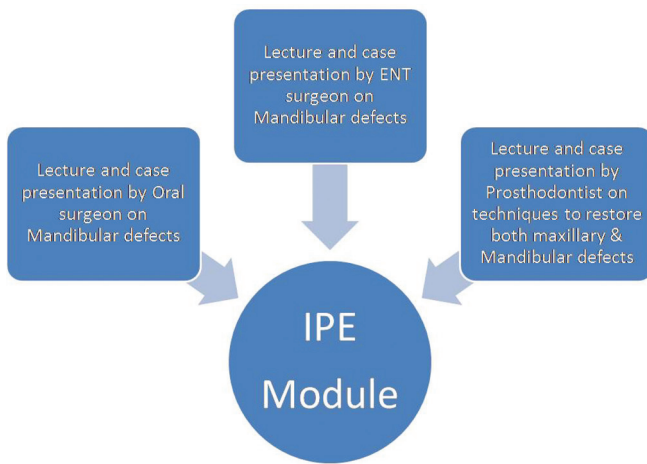 Lecture and case
presentation by ENT
surgeon on
Mandibular defects
Lecture and case
presentation by Oral
surgeon on
Mandibular defects
Lecture and case
presentation by
Prosthodontist on
techniques to restore
both maxillary &
Mandibular defects
IPE
Module